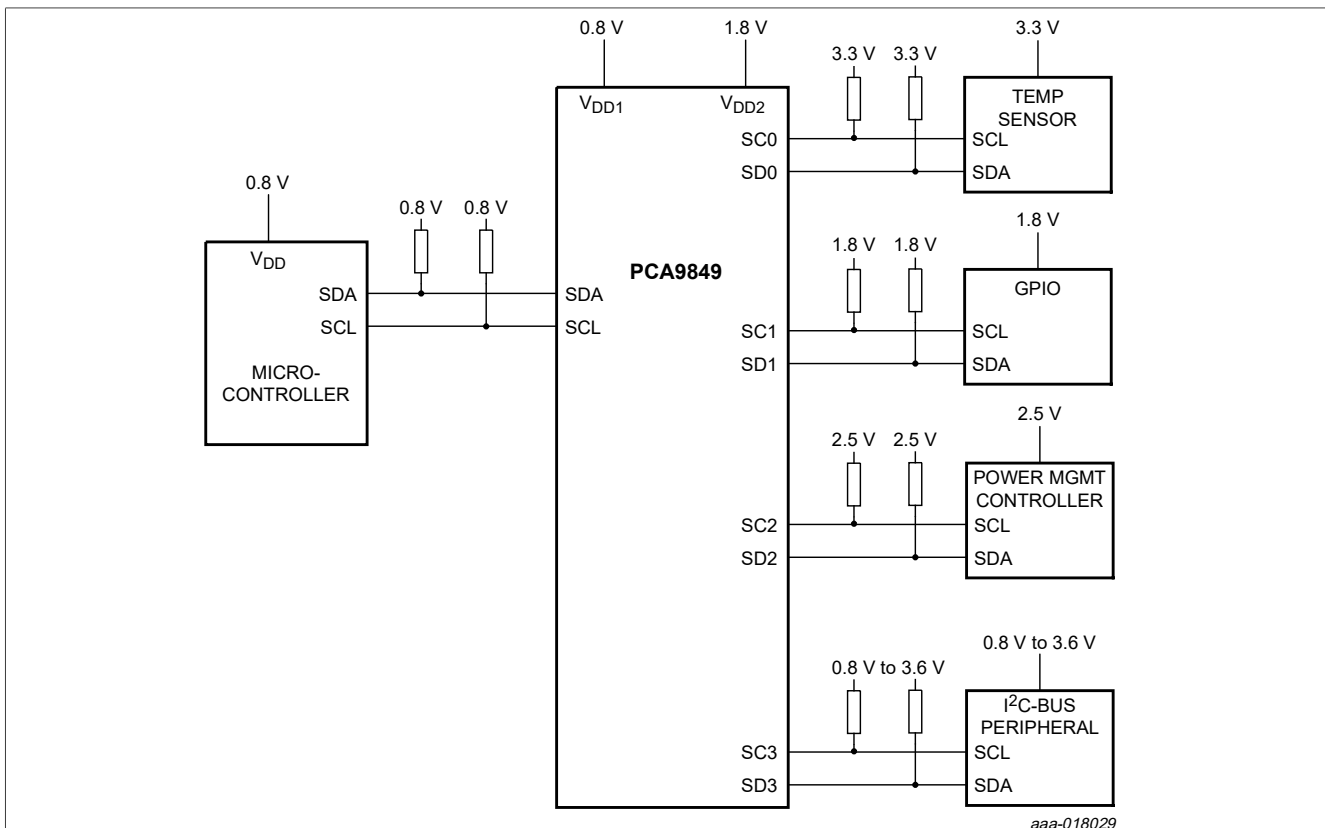 0.8 V
1.8 V
3.3 V
3.3 V 3.3 V
VDD1
VDD2
TEMP
SENSOR
SC0
SCL
SD0
SDA
0.8 V
0.8 V 0.8 V
VDD
PCA9849
SDA
SDA
SCL
SCL
MICRO-
CONTROLLER
1.8 V
1.8 V 1.8 V
GPIO
SC1
SCL
SD1
SDA
2.5 V
2.5 V 2.5 V
POWER MGMT
CONTROLLER
SC2
SCL
SD2
SDA
0.8 V to 3.6 V
0.8 V to 3.6 V
I2C-BUS
PERIPHERAL
SC3
SCL
SD3
SDA
aaa-018029